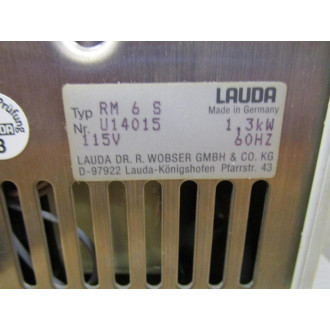 LAUDA
Made in Germany
Typ RM 6 S
Nr. U14015 1,3kW
115V 60HZ
LAUDA DR. R. WOBSER GMBH & CO. KG
D-97922 Lauda-Königshofen Pfarrstr. 43
Prüfung